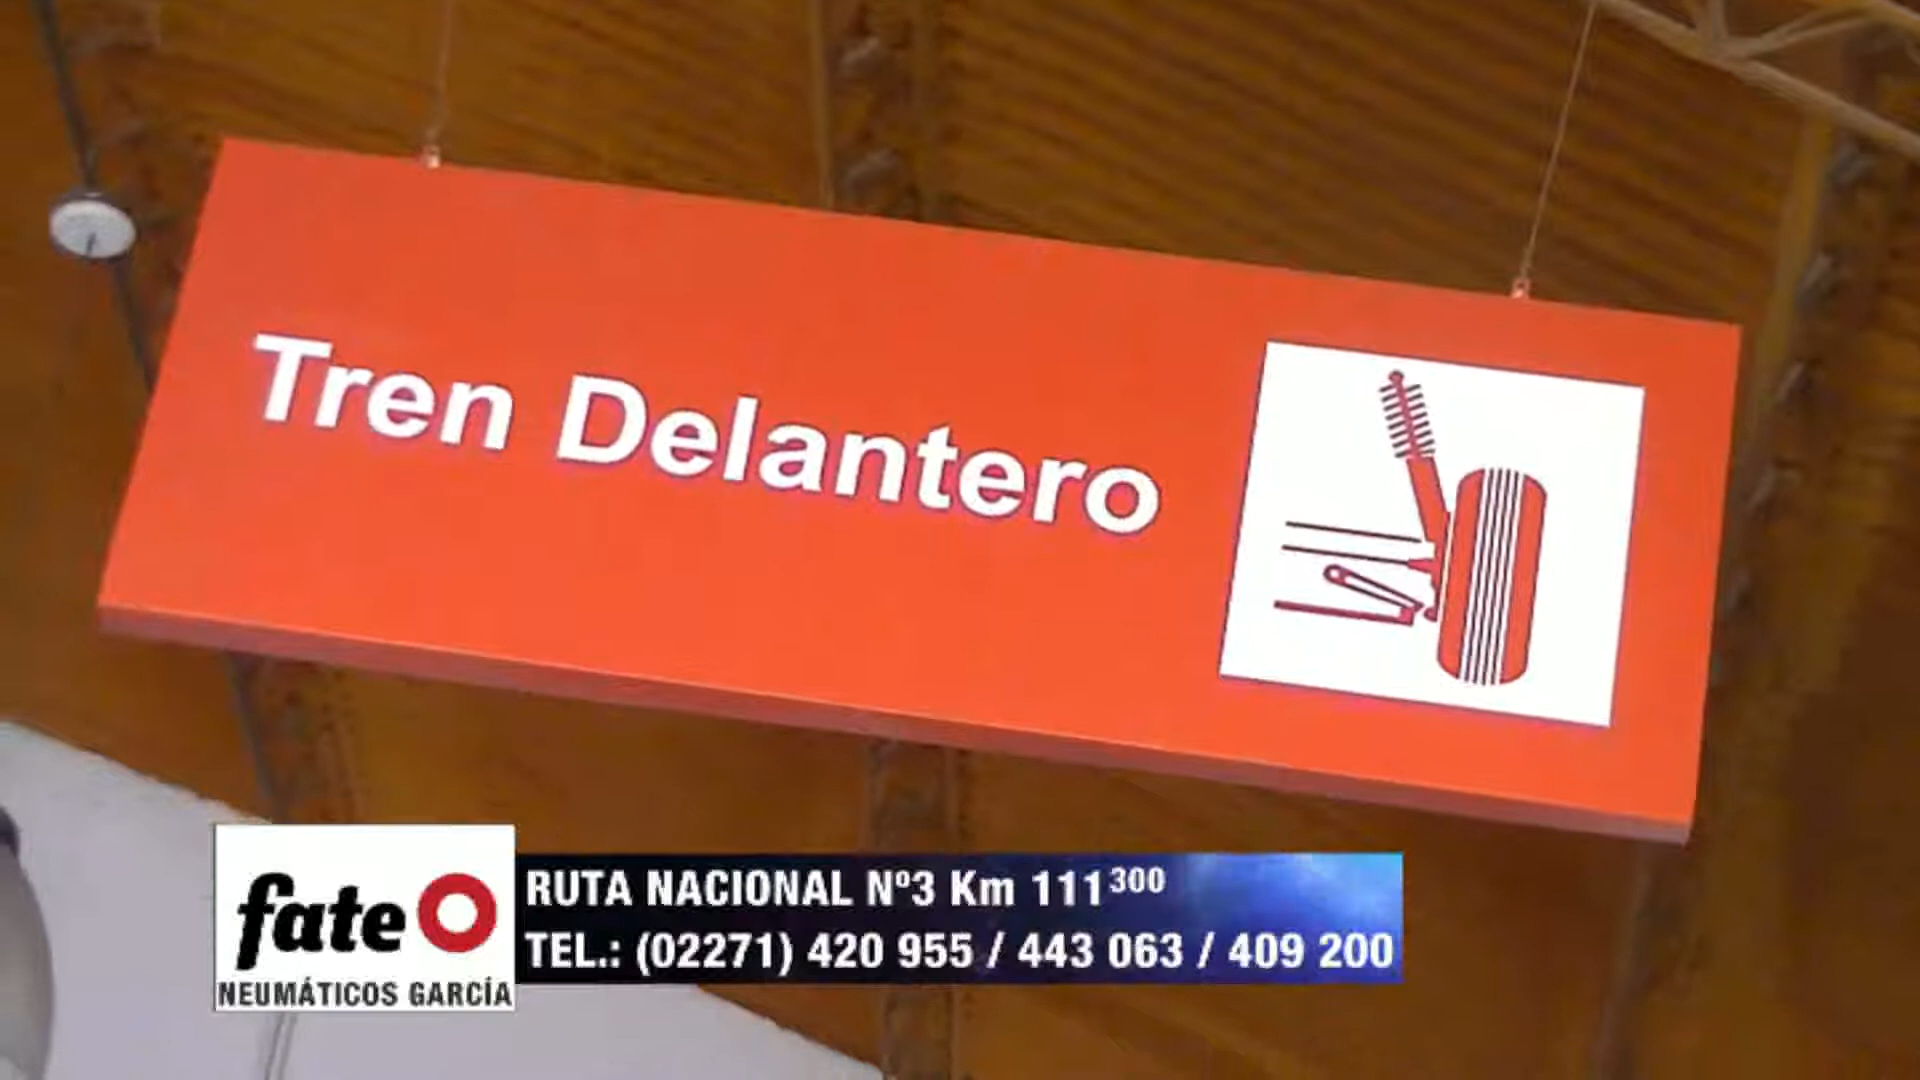 Tren Delantero
fate
NEUMÁTICOS GARCÍA
RUTA NACIONAL Nº3 Km 111³⁰⁰
TEL.: (02271) 420 955 / 443 063 / 409 200